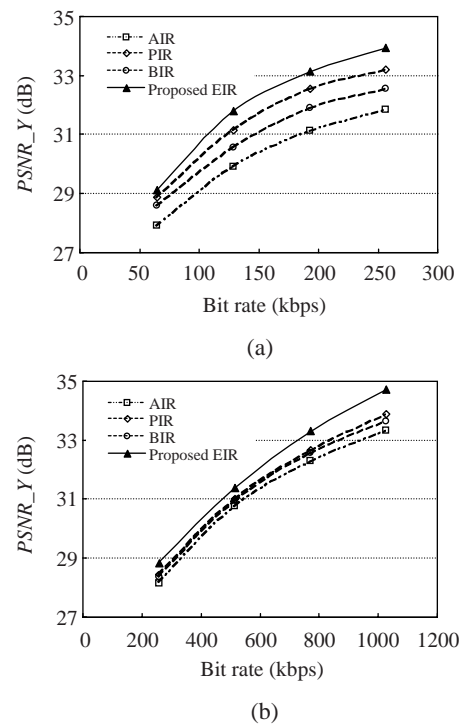 (a)
35
33
31
29
27
PSNR_Y (dB)
AIR
PIR
BIR
Proposed EIR
0 50 100 150 200 250 300
Bit rate (kbps)
(a)
35
33
31
29
27
PSNR_Y (dB)
AIR
PIR
BIR
Proposed EIR
0 200 400 600 800 1000 1200
Bit rate (kbps)
(b)